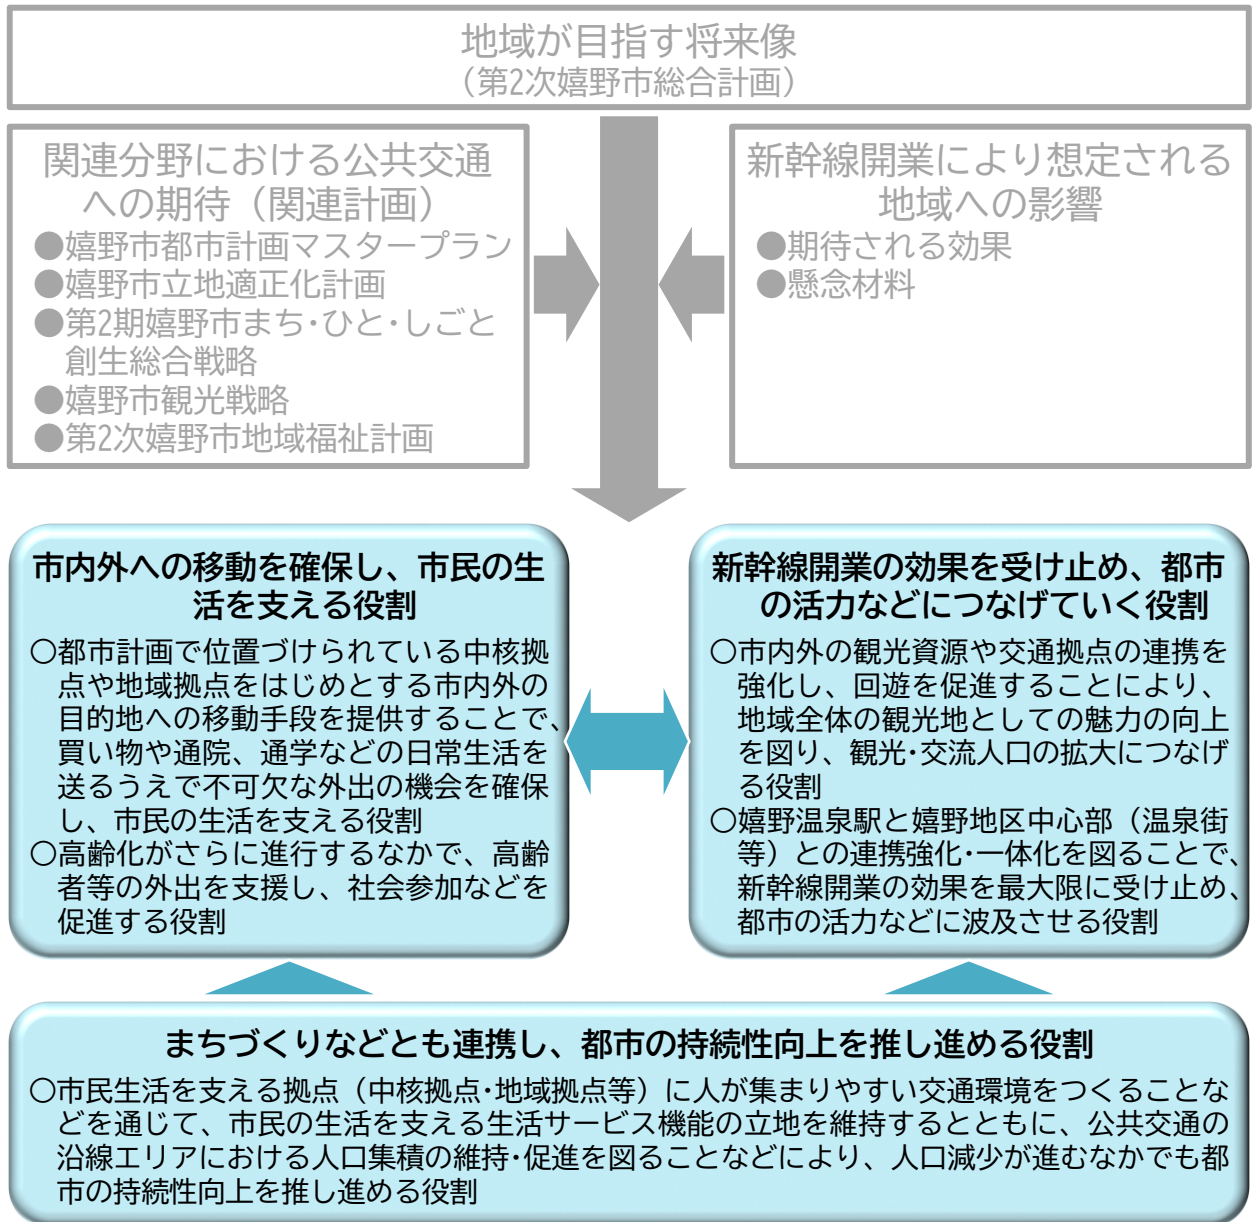 地域が目指す将来像
（第2次嬉野市総合計画）
関連分野における公共交通
への期待（関連計画）
●嬉野市都市計画マスタープラン
●嬉野市立地適正化計画
●第2期嬉野市まち・ひと・しごと
創生総合戦略
●嬉野市観光戦略
●第2次嬉野市地域福祉計画
新幹線開業により想定される
地域への影響
●期待される効果
●懸念材料
市内外への移動を確保し、市民の生
活を支える役割
○都市計画で位置づけられている中核拠
点や地域拠点をはじめとする市内外の
目的地への移動手段を提供することで、
買い物や通院、通学などの日常生活を
送るうえで不可欠な外出の機会を確保
し、市民の生活を支える役割
○高齢化がさらに進行するなかで、高齢
者等の外出を支援し、社会参加などを
促進する役割
新幹線開業の効果を受け止め、都市
の活力などにつなげていく役割
○市内外の観光資源や交通拠点の連携を
強化し、回遊を促進することにより、
地域全体の観光地としての魅力の向上
を図り、観光・交流人口の拡大につなげ
る役割
○嬉野温泉駅と嬉野地区中心部（温泉街
等）との連携強化・一体化を図ることで、
新幹線開業の効果を最大限に受け止め、
都市の活力などに波及させる役割
まちづくりなどとも連携し、都市の持続性向上を推し進める役割
○市民生活を支える拠点（中核拠点・地域拠点等）に人が集まりやすい交通環境をつくることな
どを通じて、市民の生活を支える生活サービス機能の立地を維持するとともに、公共交通の
沿線エリアにおける人口集積の維持・促進を図ることなどにより、人口減少が進むなかでも都
市の持続性向上を推し進める役割